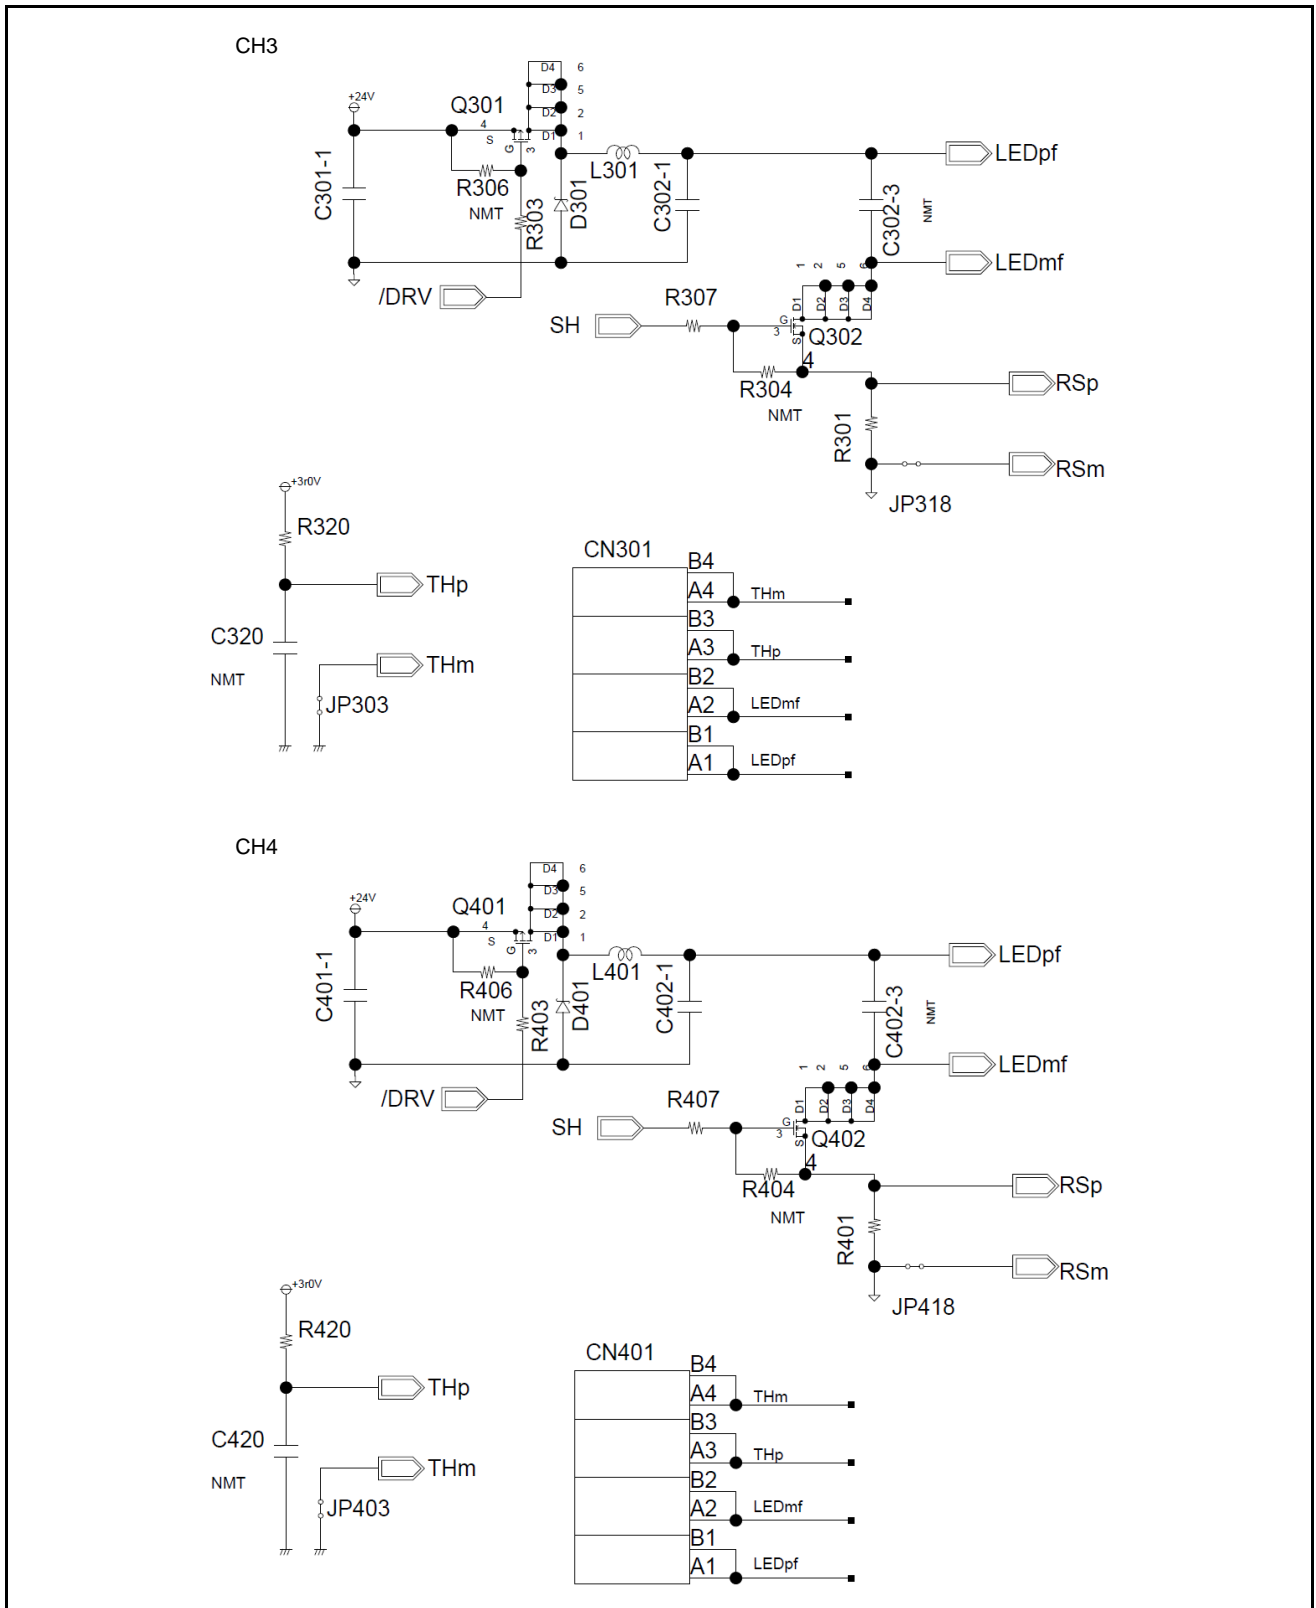 CH3
D4 6
D3 5
+24V
Q301
D2 2
4
D1 1
S
G
3
L301
LEDpf
C301-1
R306
NMT
R303
D301
C302-1
C302-3
NMT
LEDmf
/DRV
1 2 5 6
R307
D1 D2 D3 D4
SH
G
3
S
Q302
4
R304
NMT
RSp
R301
RSm
JP318
+3r0V
R320
CN301
B4
THp
A4 THm
B3
C320
A3 THp
THm
NMT
B2
JP303
A2 LEDmf
B1
A1 LEDpf
CH4
D4 6
D3 5
+24V
Q401
D2 2
4
D1 1
S
G
3
L401
LEDpf
C401-1
R406
NMT
R403
D401
C402-1
C402-3
NMT
LEDmf
/DRV
1 2 5 6
R407
D1 D2 D3 D4
SH
G
3
S
Q402
4
R404
NMT
RSp
R401
RSm
JP418
+3r0V
R420
CN401
B4
THp
A4 THm
B3
C420
A3 THp
THm
NMT
B2
JP403
A2 LEDmf
B1
A1 LEDpf